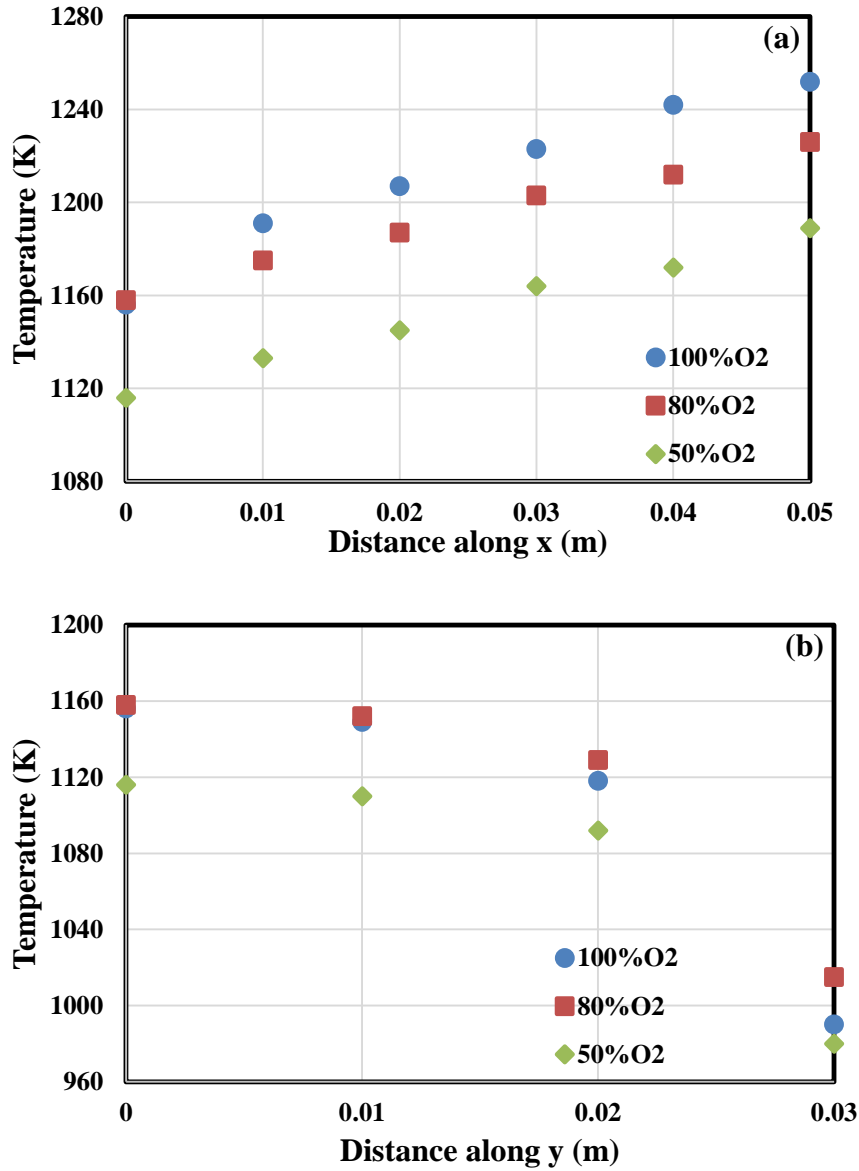 1280
(a)
1240
1200
1160
1120
1080
Temperature (K)
100%O2
80%O2
50%O2
0 0.01 0.02 0.03 0.04 0.05
Distance along x (m)
1200
(b)
1160
1120
1080
1040
1000
960
Temperature (K)
100%O2
80%O2
50%O2
0 0.01 0.02 0.03
Distance along y (m)